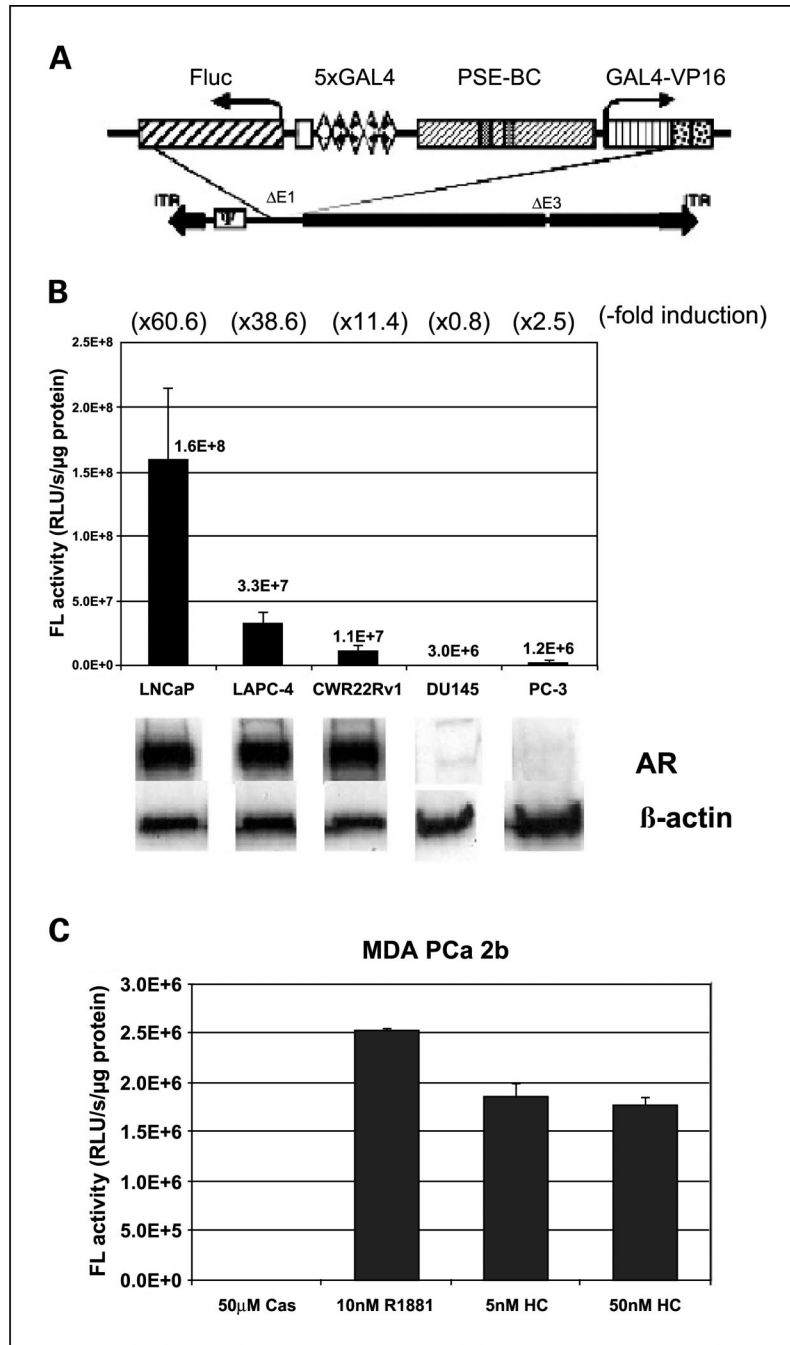 A
Fluc 5xGAL4 PSE-BC GAL4-VP16
ITR Ψ ΔE1 ΔE3 ITR
B
(x60.6) (x38.6) (x11.4) (x0.8) (x2.5) (-fold induction)
FL activity (RLU/s/µg protein)
2.5E+8
2.0E+8
1.5E+8
1.0E+8
5.0E+7
0.0E+0
1.6E+8
3.3E+7
1.1E+7
3.0E+6
1.2E+6
LNCaP LAPC-4 CWR22Rv1 DU145 PC-3
AR
ß-actin
C
MDA PCa 2b
FL activity (RLU/s/µg protein)
3.0E+6
2.5E+6
2.0E+6
1.5E+6
1.0E+6
5.0E+5
0.0E+0
50µM Cas 10nM R1881 5nM HC 50nM HC